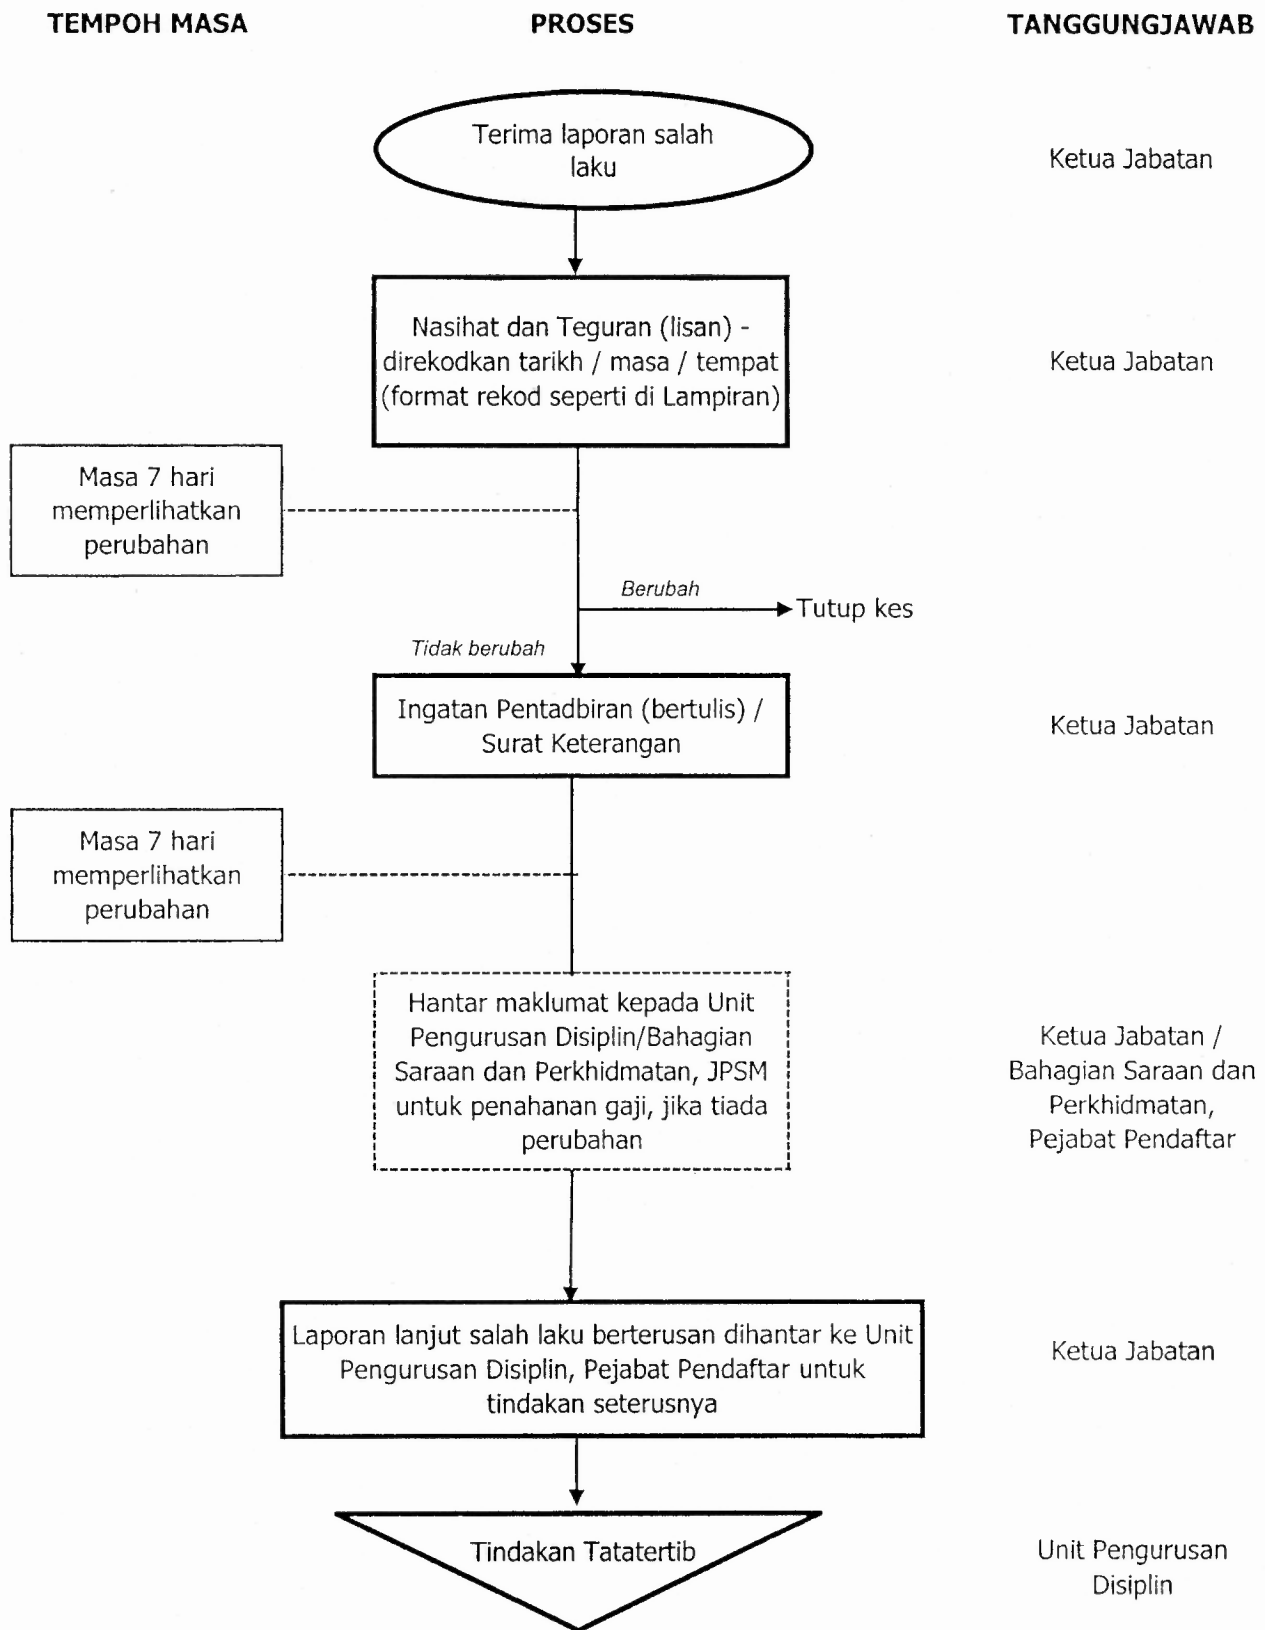 TEMPOH MASA
PROSES
TANGGUNGJAWAB
Terima laporan salah
laku
Ketua Jabatan
Nasihat dan Teguran (lisan) -
direkodkan tarikh / masa / tempat
(format rekod seperti di Lampiran)
Ketua Jabatan
Masa 7 hari
memperlihatkan
perubahan
Berubah
Tutup kes
Tidak berubah
Ingatan Pentadbiran (bertulis) /
Surat Keterangan
Ketua Jabatan
Masa 7 hari
memperlihatkan
perubahan
Hantar maklumat kepada Unit
Pengurusan Disiplin/Bahagian
Saraan dan Perkhidmatan, JPSM
untuk penahanan gaji, jika tiada
perubahan
Ketua Jabatan /
Bahagian Saraan dan
Perkhidmatan,
Pejabat Pendaftar
Laporan lanjut salah laku berterusan dihantar ke Unit
Pengurusan Disiplin, Pejabat Pendaftar untuk
tindakan seterusnya
Ketua Jabatan
Tindakan Tatatertib
Unit Pengurusan
Disiplin